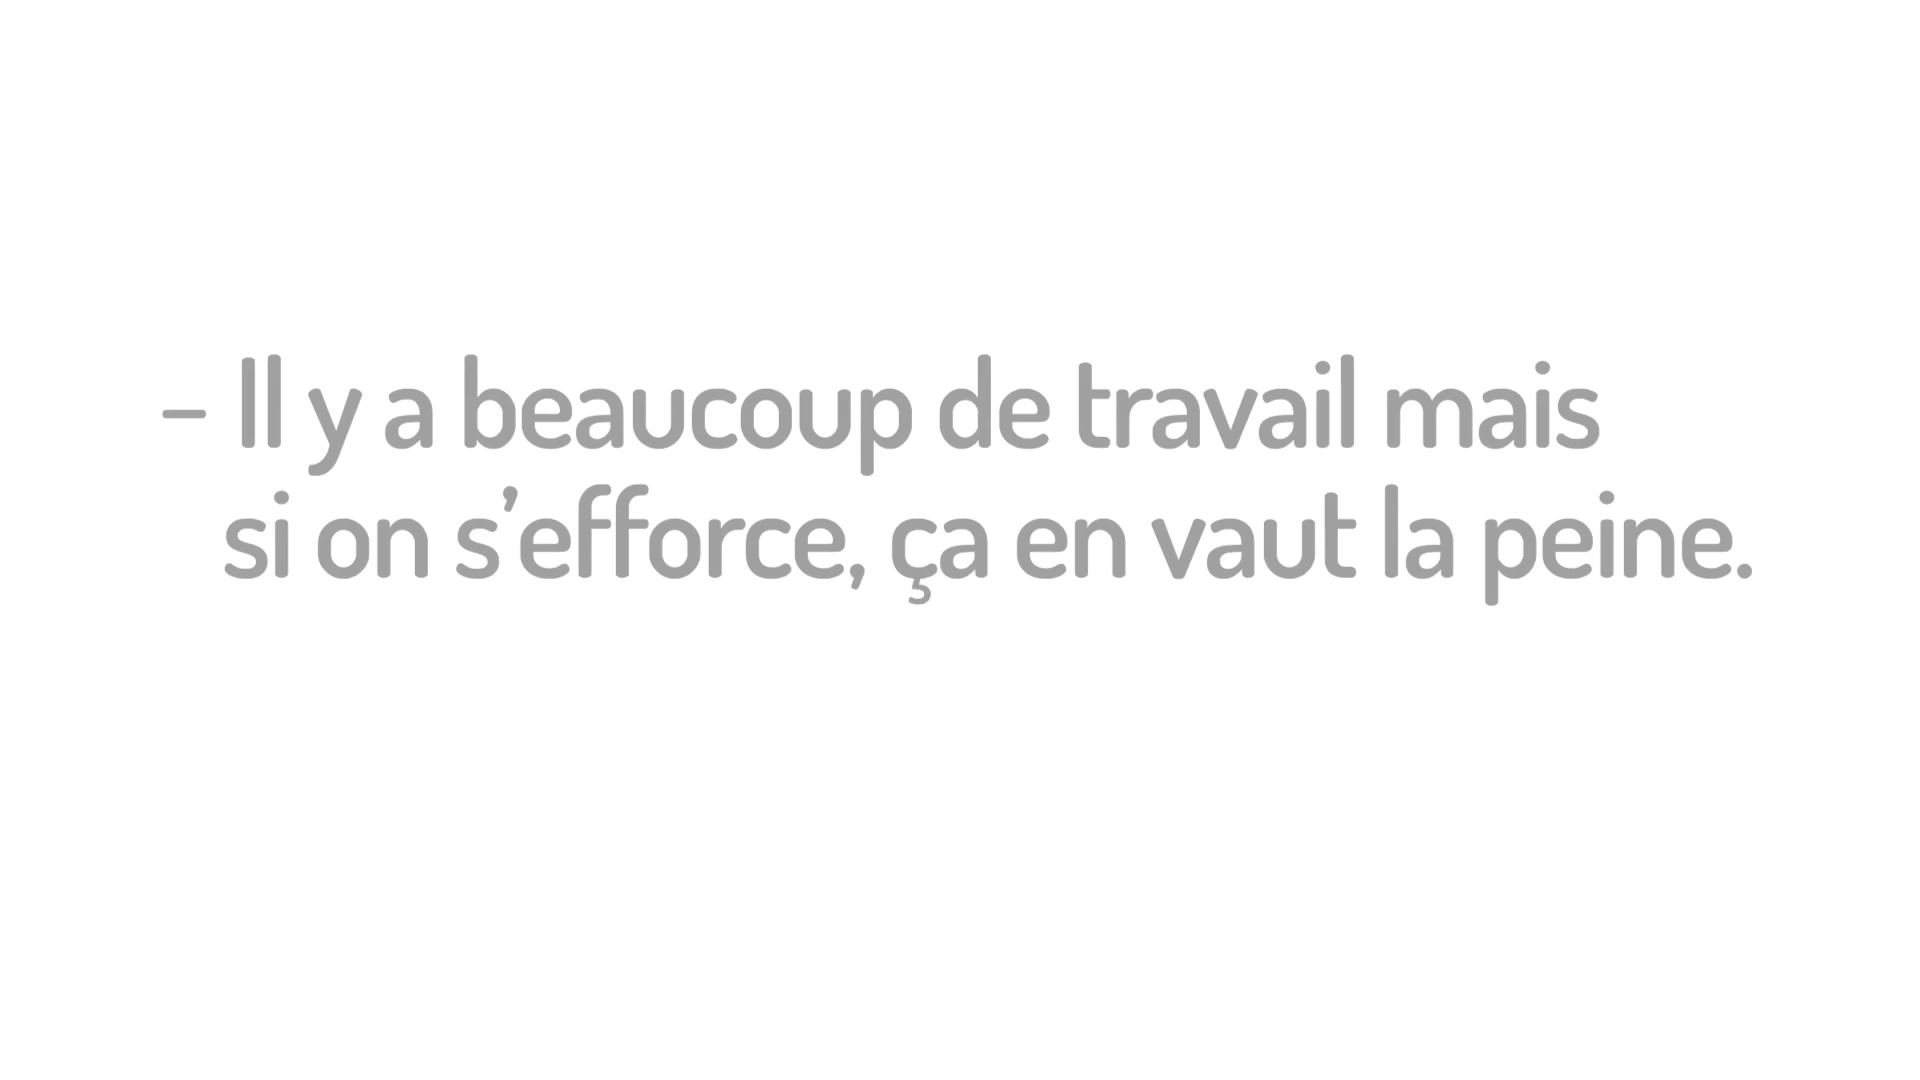 – Il y a beaucoup de travail mais
si on s’efforce, ça en vaut la peine.